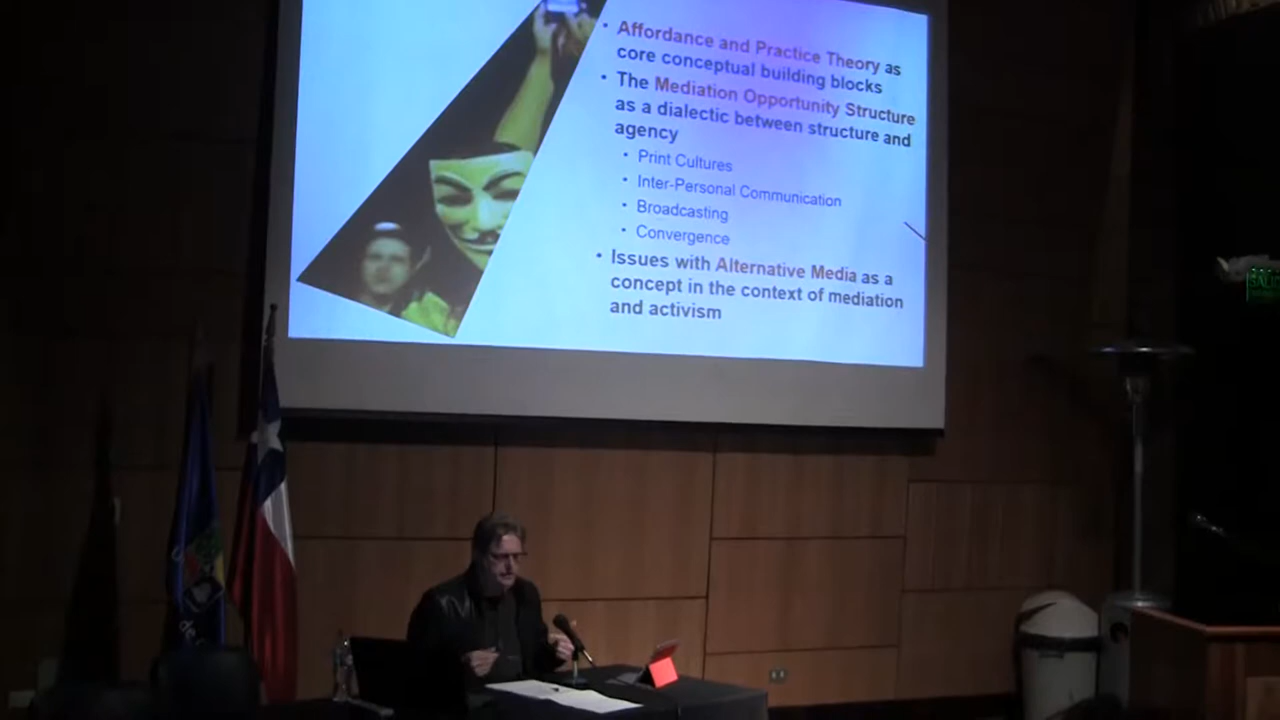 • Affordance and Practice Theory as
core conceptual building blocks
• The Mediation Opportunity Structure
as a dialectic between structure and
agency
• Print Cultures
• Inter-Personal Communication
• Broadcasting
• Convergence
• Issues with Alternative Media as a
concept in the context of mediation
and activism